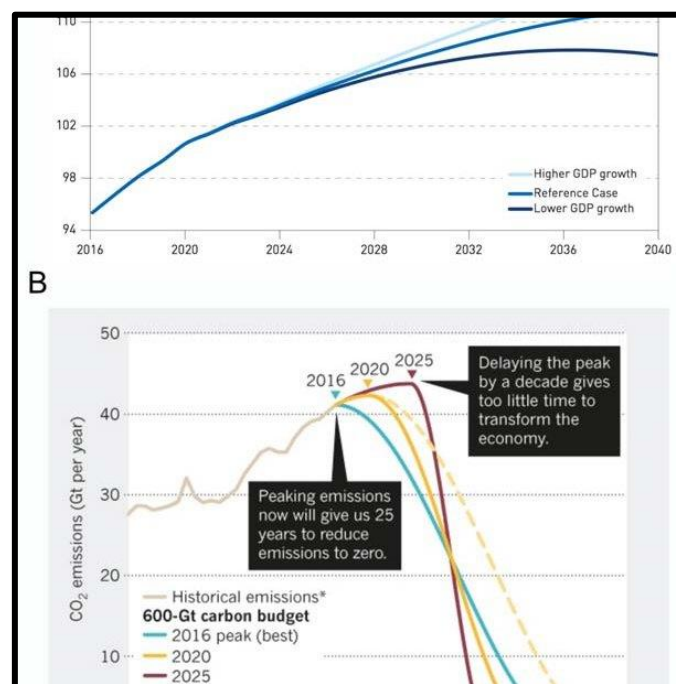 110
106
102
98
94
Higher GDP growth
Reference Case
Lower GDP growth
2016 2020 2024 2028 2032 2036 2040
B
50
40
30
20
10
CO₂ emissions (Gt per year)
2016 2020 2025
Delaying the peak
by a decade gives
too little time to
transform the
economy.
Peaking emissions
now will give us 25
years to reduce
emissions to zero.
Historical emissions*
600-Gt carbon budget
2016 peak (best)
2020
2025